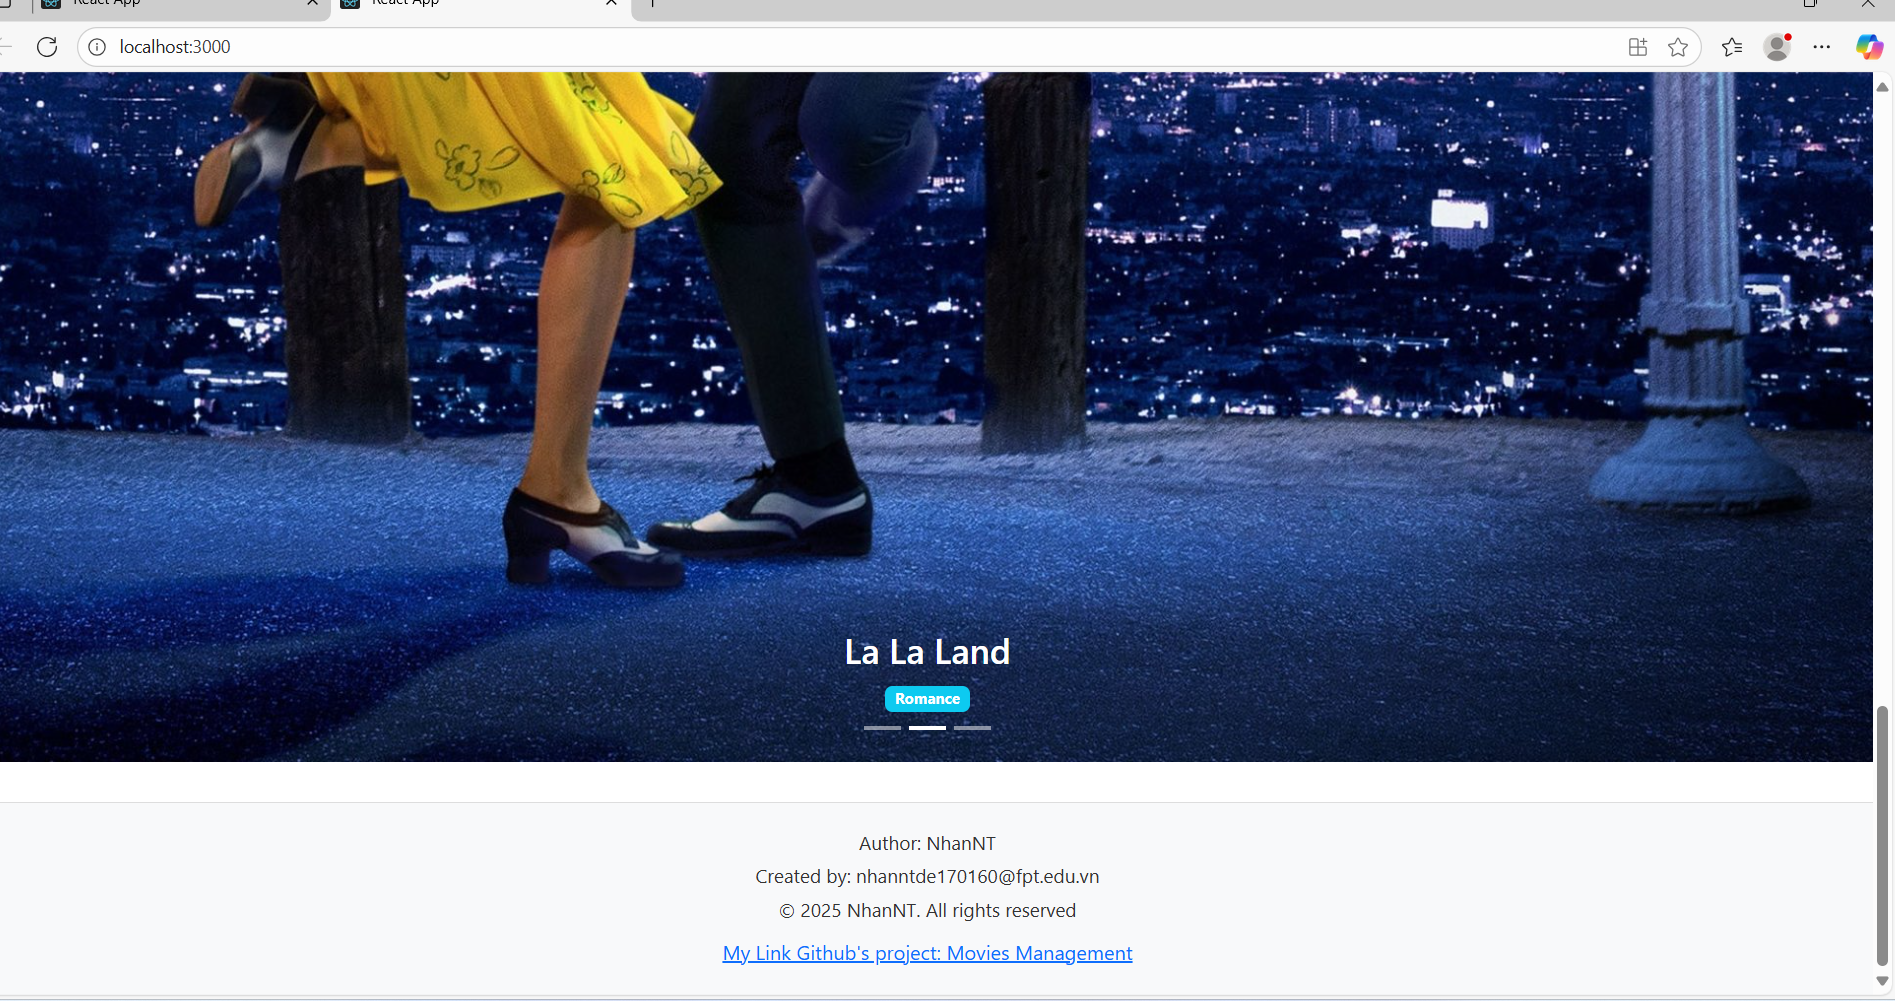 React App
React App
localhost:3000
La La Land
Romance
Author: NhanNT
Created by: nhanntde170160@fpt.edu.vn
© 2025 NhanNT. All rights reserved
My Link Github's project: Movies Management